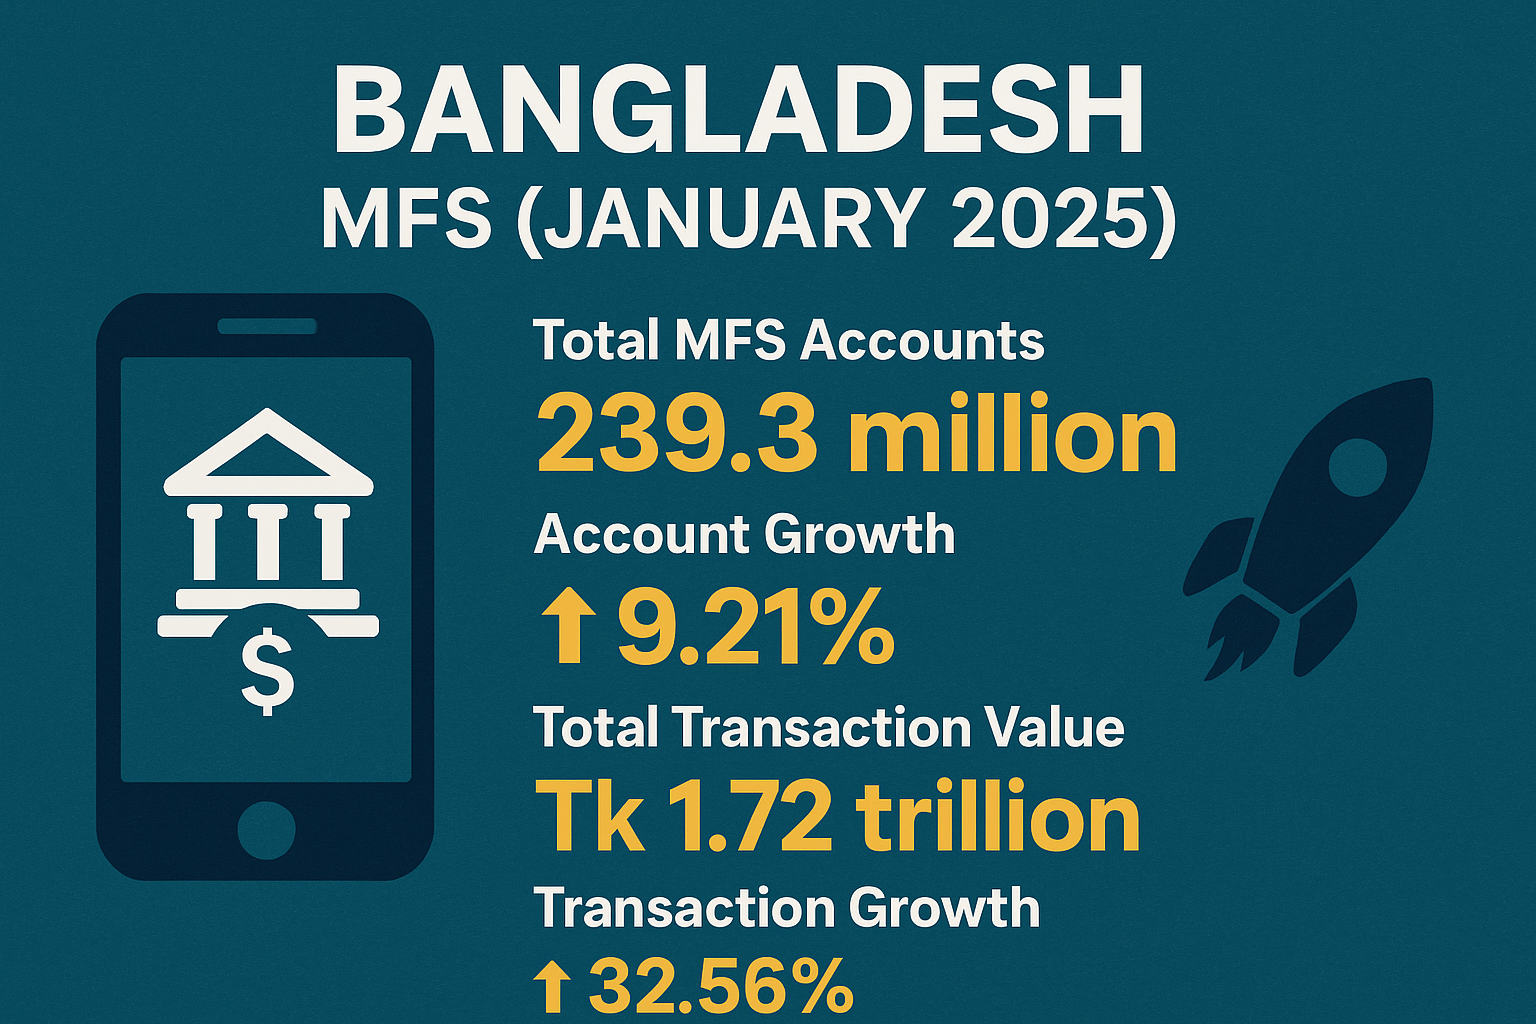 BANGLADESH
MFS (JANUARY 2025)
Total MFS Accounts
239.3 million
Account Growth
↑ 9.21%
Total Transaction Value
Tk 1.72 trillion
Transaction Growth
↑ 32.56%
$